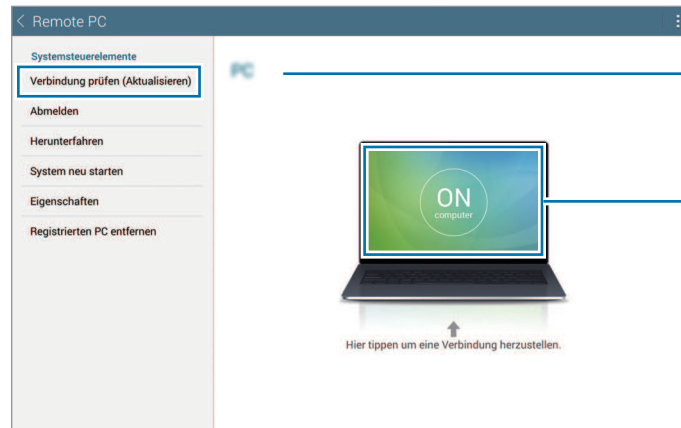 Remote PC
Systemsteuerelemente
Verbindung prüfen (Aktualisieren)
PC
Abmelden
Herunterfahren
System neu starten
Eigenschaften
Registrierten PC entfernen
ON
computer
Hier tippen um eine Verbindung herzustellen.